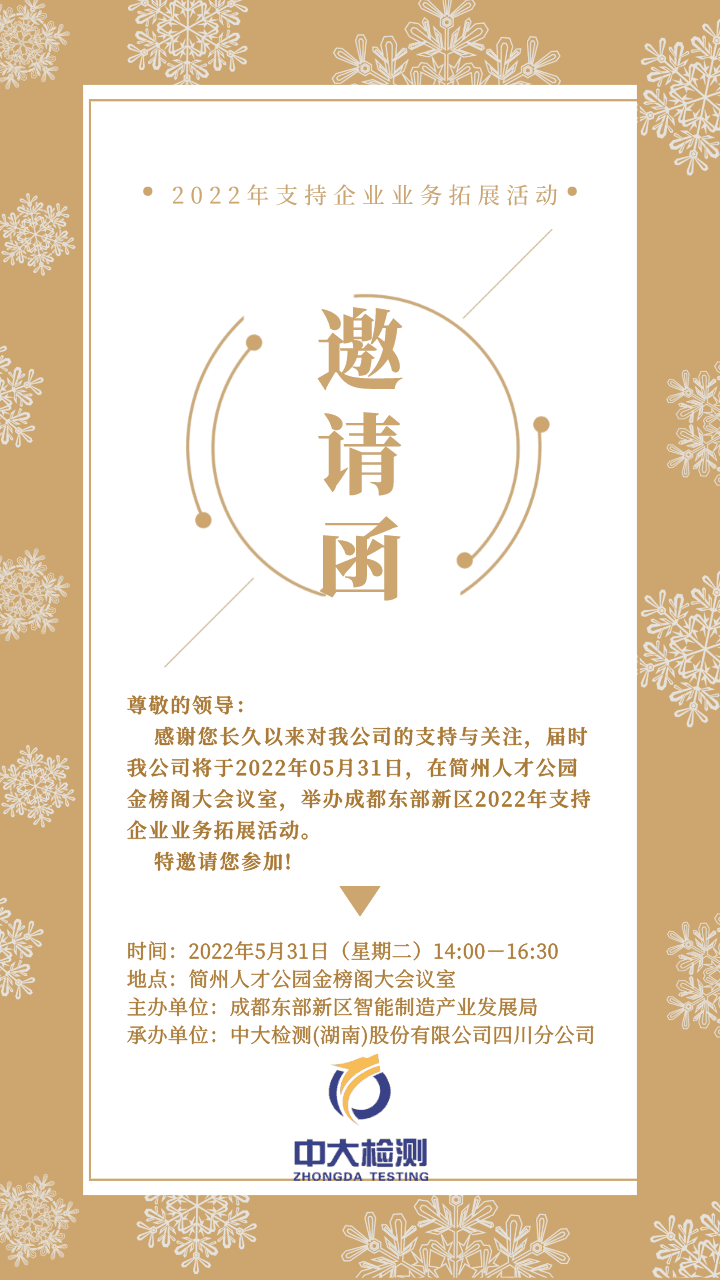 2022年支持企业业务拓展活动
邀
请
函
尊敬的领导：
感谢您长久以来对我公司的支持与关注，届时
我公司将于2022年05月31日，在简州人才公园
金榜阁大会议室，举办成都东部新区2022年支持
企业业务拓展活动。
特邀请您参加！
时间：2022年5月31日（星期二）14:00－16:30
地点：简州人才公园金榜阁大会议室
主办单位：成都东部新区智能制造产业发展局
承办单位：中大检测(湖南)股份有限公司四川分公司
中大检测
ZHONGDA TESTING